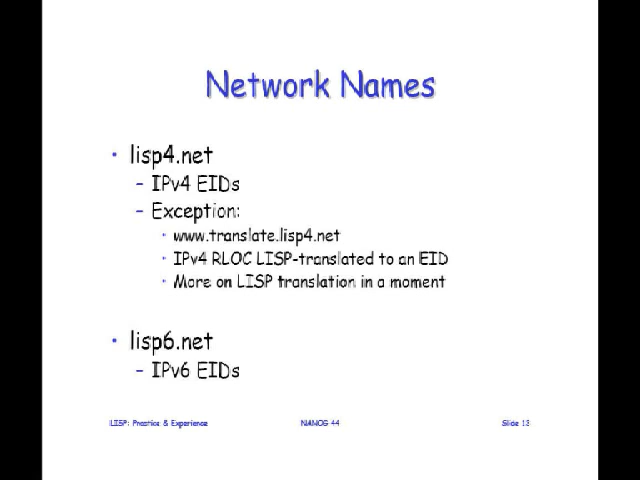 Network Names
• lisp4.net
– IPv4 EIDs
– Exception:
• www.translate.lisp4.net
• IPv4 RLOC LISP-translated to an EID
• More on LISP translation in a moment
• lisp6.net
– IPv6 EIDs
LISP: Practice & Experience NANOG 44 Slide 13